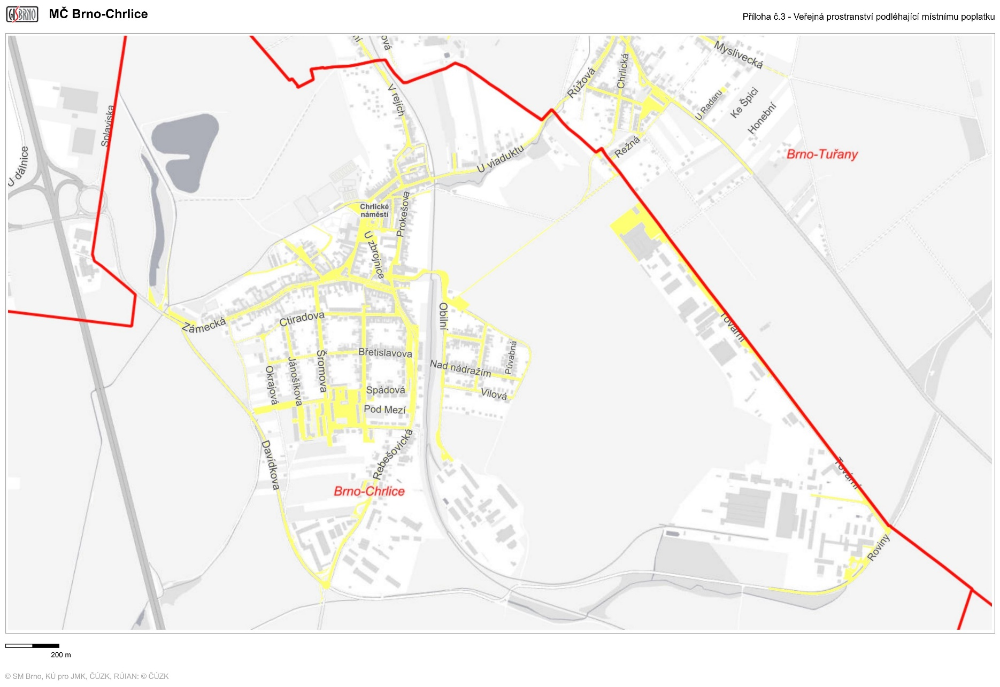 GISBRNO
MČ Brno-Chrlice
Příloha č.3 - Veřejná prostranství podléhající místnímu poplatku
ní
ová
Myslivecká
Růžová
Chrlická
V rejích
Splaviska
U Radaru
Ke Špici
Honební
U dálnice
Režná
U viaduktu
Brno-Tuřany
Chrlické
náměstí
Prokešova
U zbrojnice
Zámecká
Ctiradova
Obilní
Tovární
Břetislavova
Šromova
Jánošíkova
Okrajová
Nad nádražím
Půvabná
Vilová
Spádová
Pod Mezí
Rebešovická
Davídkova
Tovární
Brno-Chrlice
Roviny
200 m
© SM Brno, KÚ pro JMK, ČÚZK, RÚIAN: © ČÚZK